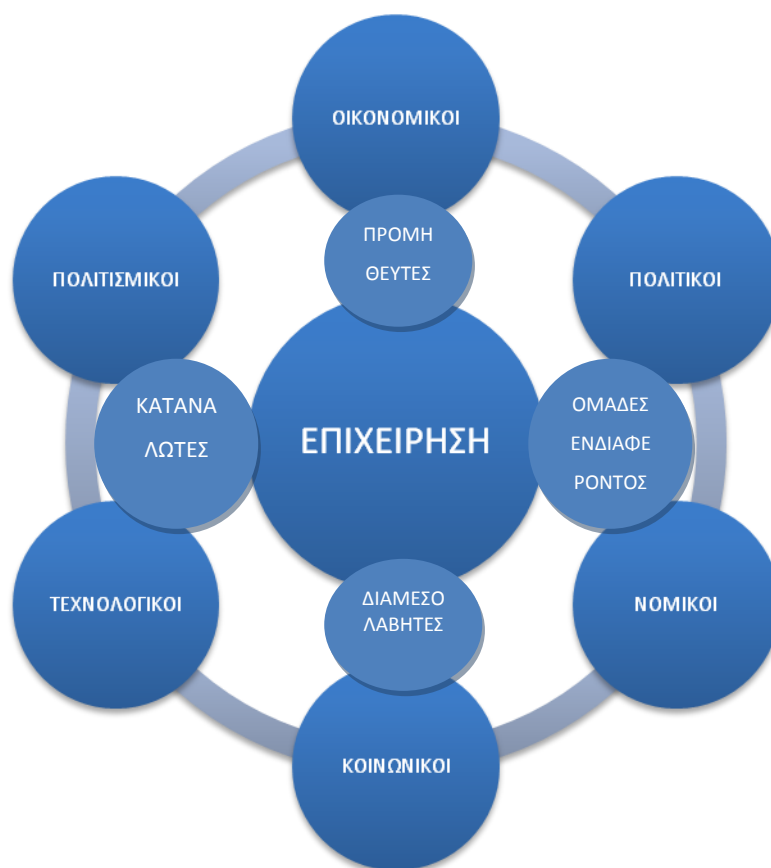 ΟΙΚΟΝΟΜΙΚΟΙ
ΠΡΟΜΗ
ΘΕΥΤΕΣ
ΠΟΛΙΤΙΣΜΙΚΟΙ
ΠΟΛΙΤΙΚΟΙ
ΚΑΤΑΝΑ
ΛΩΤΕΣ
ΕΠΙΧΕΙΡΗΣΗ
ΟΜΑΔΕΣ
ΕΝΔΙΑΦΕ
ΡΟΝΤΟΣ
ΤΕΧΝΟΛΟΓΙΚΟΙ
ΔΙΑΜΕΣΟ
ΛΑΒΗΤΕΣ
ΝΟΜΙΚΟΙ
ΚΟΙΝΩΝΙΚΟΙ